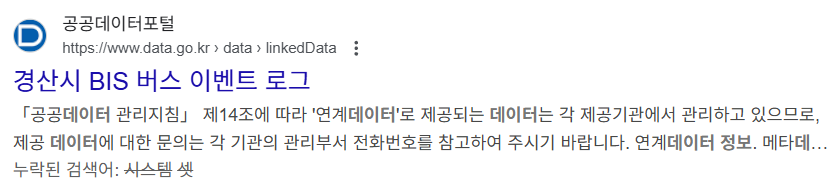 공공데이터포털
https://www.data.go.kr › data › linkedData
경산시 BIS 버스 이벤트 로그
「공공데이터 관리지침」 제14조에 따라 '연계데이터'로 제공되는 데이터는 각 제공기관에서 관리하고 있으므로,
제공 데이터에 대한 문의는 각 기관의 관리부서 전화번호를 참고하여 주시기 바랍니다. 연계데이터 정보. 메타데...
누락된 검색어: 시스템 셋